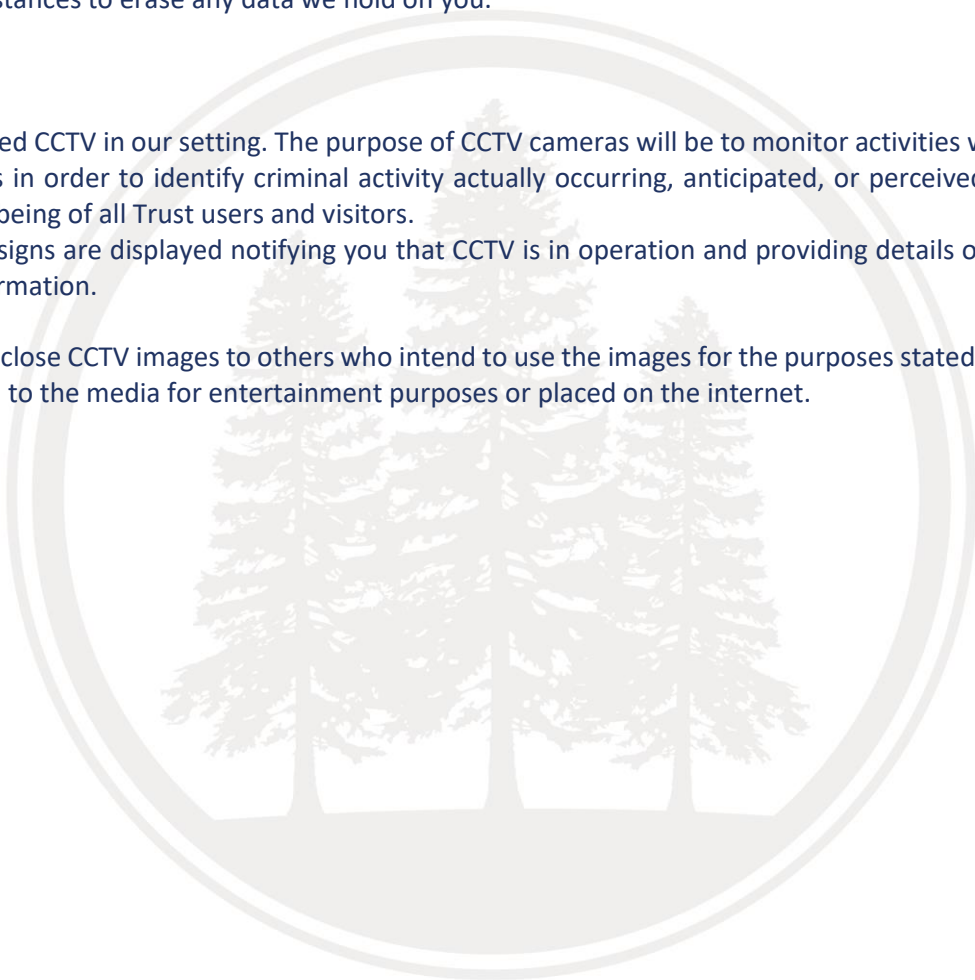 to erase any data we hold on you.
ed CCTV in our setting. The purpose of CCTV cameras will be to monitor activities
in order to identify criminal activity actually occurring, anticipated, or perceived
being of all Trust users and visitors.
signs are displayed notifying you that CCTV is in operation and providing details
rmation.
close CCTV images to others who intend to use the images for the purposes stated
to the media for entertainment purposes or placed on the internet.